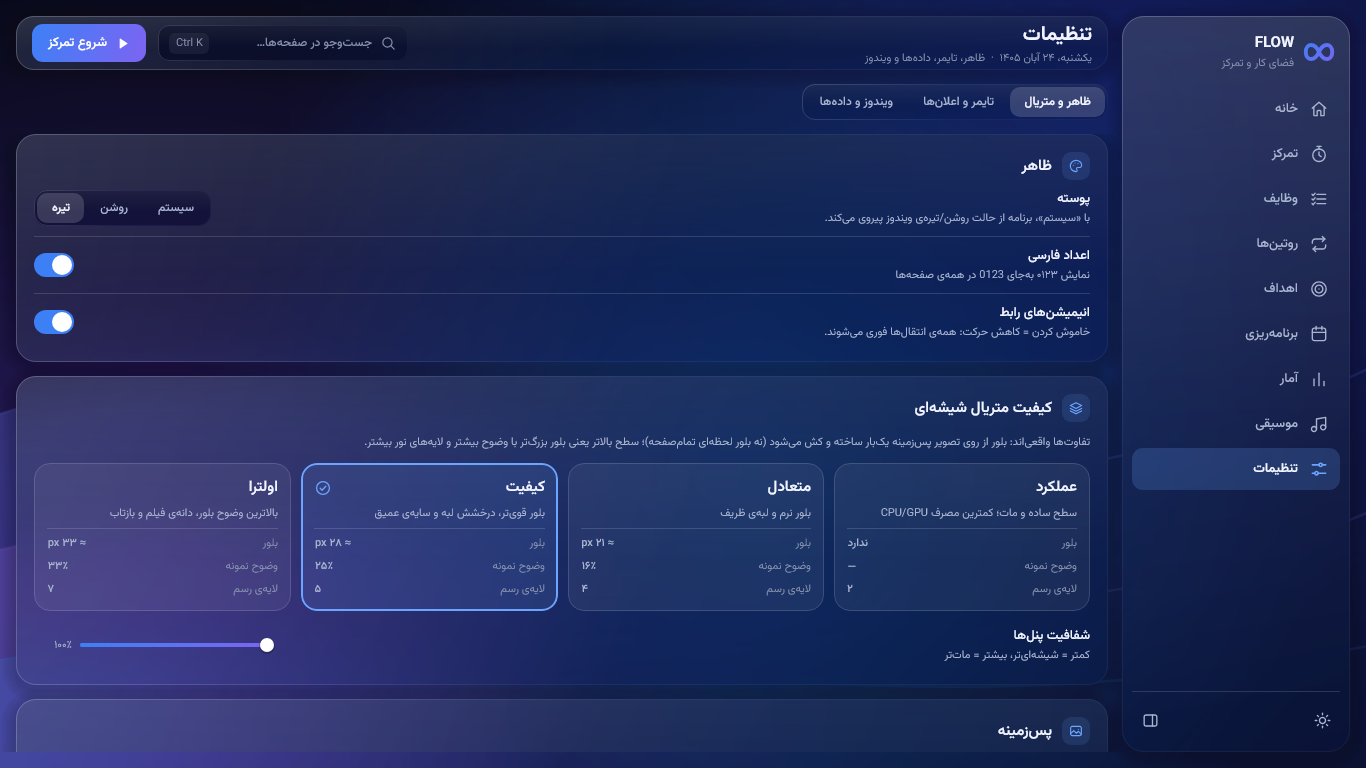 FLOW
فضای کار و تمرکز
خانه
تمرکز
وظایف
روتین‌ها
اهداف
برنامه‌ریزی
آمار
موسیقی
تنظیمات
تنظیمات
یکشنبه، ۲۴ آبان ۱۴۰۵ · ظاهر، تایمر، داده‌ها و ویندوز
جست‌وجو در صفحه‌ها... Ctrl K
شروع تمرکز
ظاهر و متریال
تایمر و اعلان‌ها
ویندوز و داده‌ها
ظاهر
پوسته
با «سیستم»، برنامه از حالت روشن/تیره‌ی ویندوز پیروی می‌کند.
سیستم روشن تیره
اعداد فارسی
نمایش ۰۱۲۳ به‌جای 0123 در همه‌ی صفحه‌ها
انیمیشن‌های رابط
خاموش کردن = کاهش حرکت: همه‌ی انتقال‌ها فوری می‌شوند.
کیفیت متریال شیشه‌ای
تفاوت‌ها واقعی‌اند: بلور از روی تصویر پس‌زمینه یک‌بار ساخته و کش می‌شود (نه بلور لحظه‌ای تمام‌صفحه)؛ سطح بالاتر یعنی بلور بزرگ‌تر با وضوح بیشتر و لایه‌های نور بیشتر.
عملکرد
سطح ساده و مات؛ کمترین مصرف CPU/GPU
بلور ندارد
وضوح نمونه —
لایه‌ی رسم ۲
متعادل
بلور نرم و لبه‌ی ظریف
بلور ≈ ۲۱ px
وضوح نمونه ۱۶٪
لایه‌ی رسم ۴
کیفیت
بلور قوی‌تر، درخشش لبه و سایه‌ی عمیق
بلور ≈ ۲۸ px
وضوح نمونه ۲۵٪
لایه‌ی رسم ۵
اولترا
بالاترین وضوح بلور، دانه‌ی فیلم و بازتاب
بلور ≈ ۳۳ px
وضوح نمونه ۳۳٪
لایه‌ی رسم ۷
شفافیت پنل‌ها
کمتر = شیشه‌ای‌تر، بیشتر = مات‌تر
۱۰۰٪
پس‌زمینه